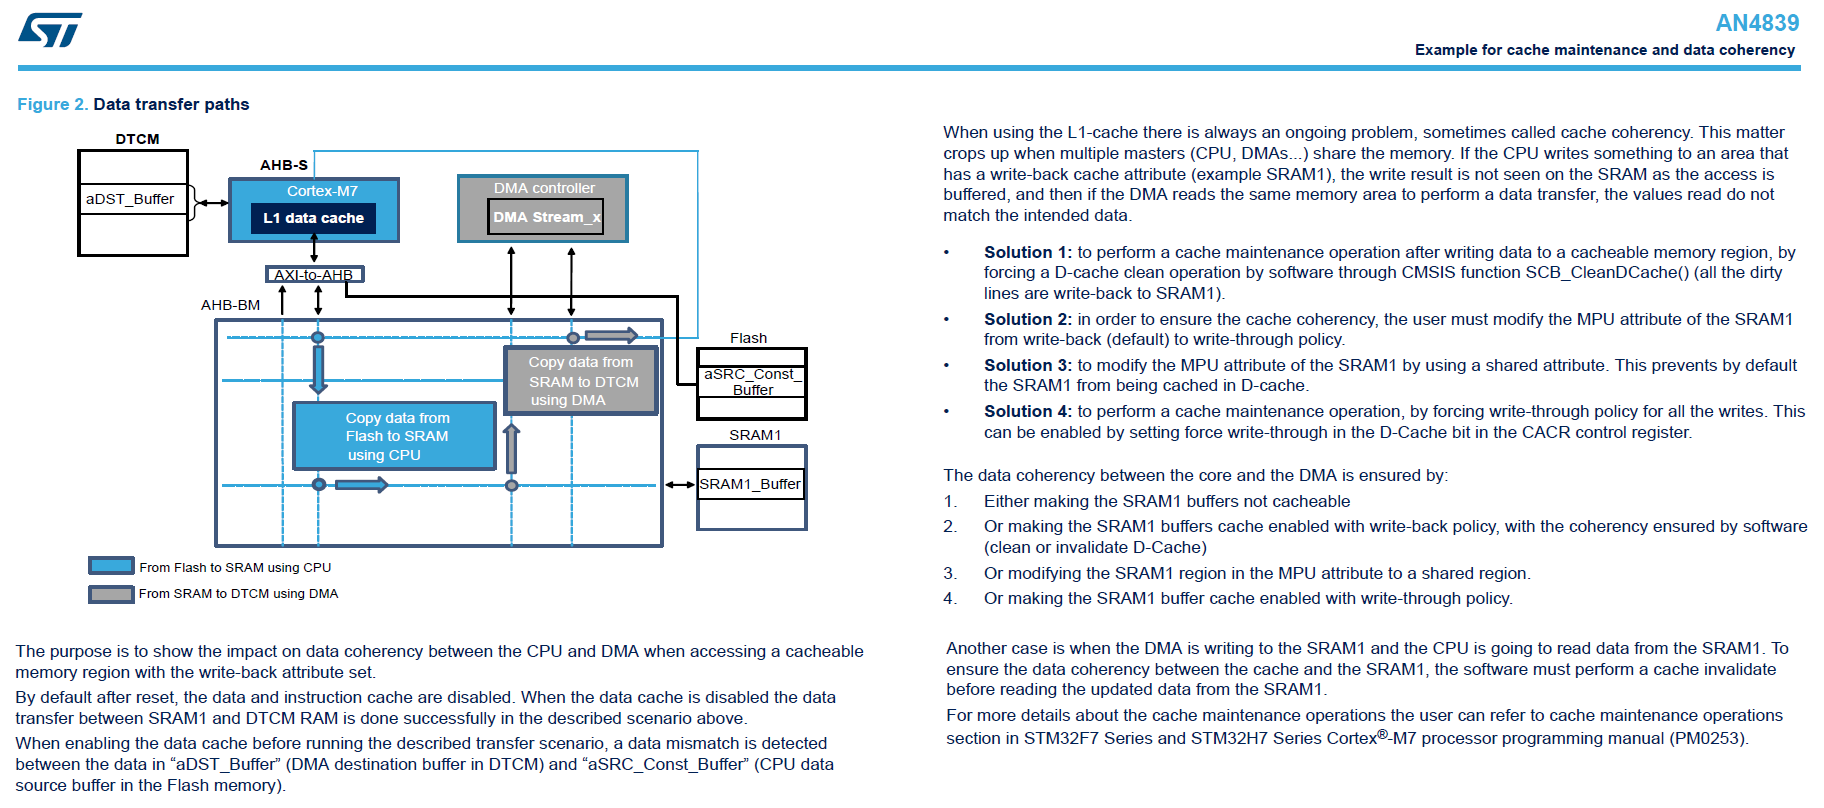 ST
AN4839
Example for cache maintenance and data coherency
Figure 2. Data transfer paths
DTCM
aDST_Buffer
AHB-S
Cortex-M7
L1 data cache
DMA controller
DMA Stream_x
AXI-to-AHB
AHB-BM
Copy data from
SRAM to DTCM
using DMA
Copy data from
Flash to SRAM
using CPU
Flash
aSRC_Const_
Buffer
SRAM1
SRAM1_Buffer
From Flash to SRAM using CPU
From SRAM to DTCM using DMA
The purpose is to show the impact on data coherency between the CPU and DMA when accessing a cacheable
memory region with the write-back attribute set.
By default after reset, the data and instruction cache are disabled. When the data cache is disabled the data
transfer between SRAM1 and DTCM RAM is done successfully in the described scenario above.
When enabling the data cache before running the described transfer scenario, a data mismatch is detected
between the data in “aDST_Buffer” (DMA destination buffer in DTCM) and “aSRC_Const_Buffer” (CPU data
source buffer in the Flash memory).
When using the L1-cache there is always an ongoing problem, sometimes called cache coherency. This matter
crops up when multiple masters (CPU, DMAs...) share the memory. If the CPU writes something to an area that
has a write-back cache attribute (example SRAM1), the write result is not seen on the SRAM as the access is
buffered, and then if the DMA reads the same memory area to perform a data transfer, the values read do not
match the intended data.
• Solution 1: to perform a cache maintenance operation after writing data to a cacheable memory region, by
forcing a D-cache clean operation by software through CMSIS function SCB_CleanDCache() (all the dirty
lines are write-back to SRAM1).
• Solution 2: in order to ensure the cache coherency, the user must modify the MPU attribute of the SRAM1
from write-back (default) to write-through policy.
• Solution 3: to modify the MPU attribute of the SRAM1 by using a shared attribute. This prevents by default
the SRAM1 from being cached in D-cache.
• Solution 4: to perform a cache maintenance operation, by forcing write-through policy for all the writes. This
can be enabled by setting force write-through in the D-Cache bit in the CACR control register.
The data coherency between the core and the DMA is ensured by:
1. Either making the SRAM1 buffers not cacheable
2. Or making the SRAM1 buffers cache enabled with write-back policy, with the coherency ensured by software
(clean or invalidate D-Cache)
3. Or modifying the SRAM1 region in the MPU attribute to a shared region.
4. Or making the SRAM1 buffer cache enabled with write-through policy.
Another case is when the DMA is writing to the SRAM1 and the CPU is going to read data from the SRAM1. To
ensure the data coherency between the cache and the SRAM1, the software must perform a cache invalidate
before reading the updated data from the SRAM1.
For more details about the cache maintenance operations the user can refer to cache maintenance operations
section in STM32F7 Series and STM32H7 Series Cortex®-M7 processor programming manual (PM0253).